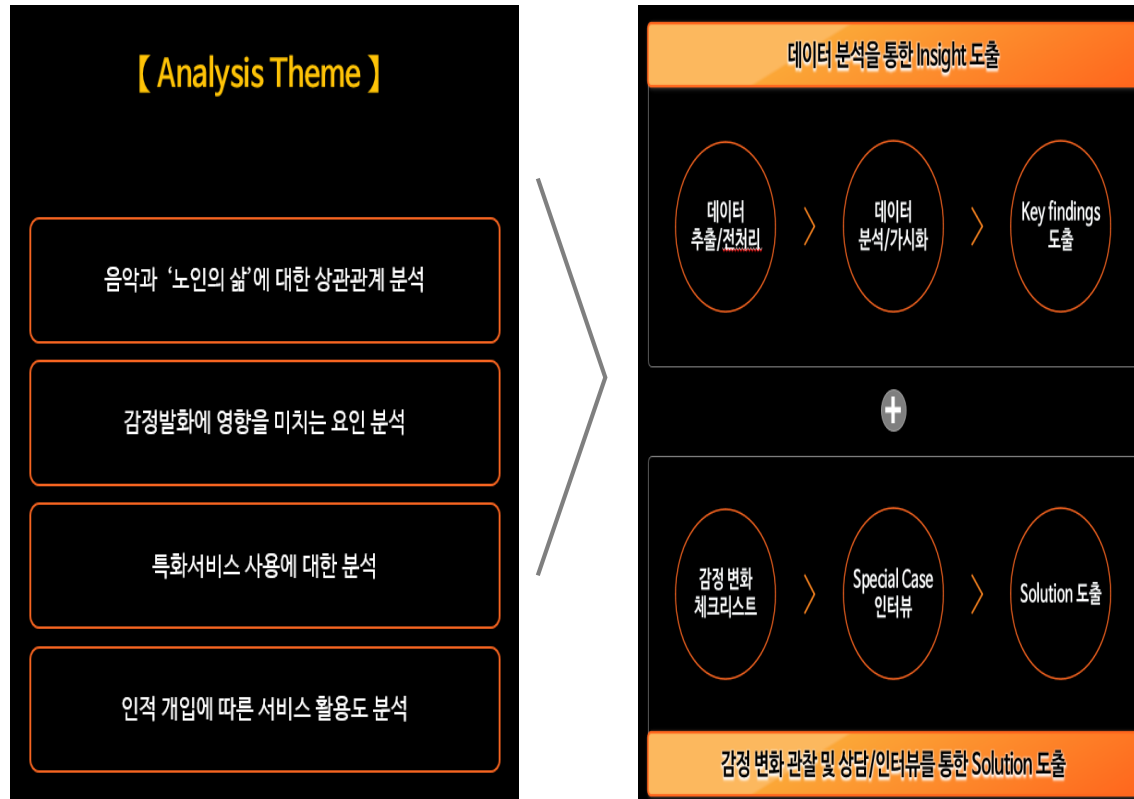 【 Analysis Theme 】
음악과 ‘노인의 삶’에 대한 상관관계 분석
감정발화에 영향을 미치는 요인 분석
특화서비스 사용에 대한 분석
인적 개입에 따른 서비스 활용도 분석
데이터 분석을 통한 Insight 도출
데이터
추출/전처리
데이터
분석/가시화
Key findings
도출
감정 변화
체크리스트
Special Case
인터뷰
Solution 도출
감정 변화 관찰 및 상담/인터뷰를 통한 Solution 도출